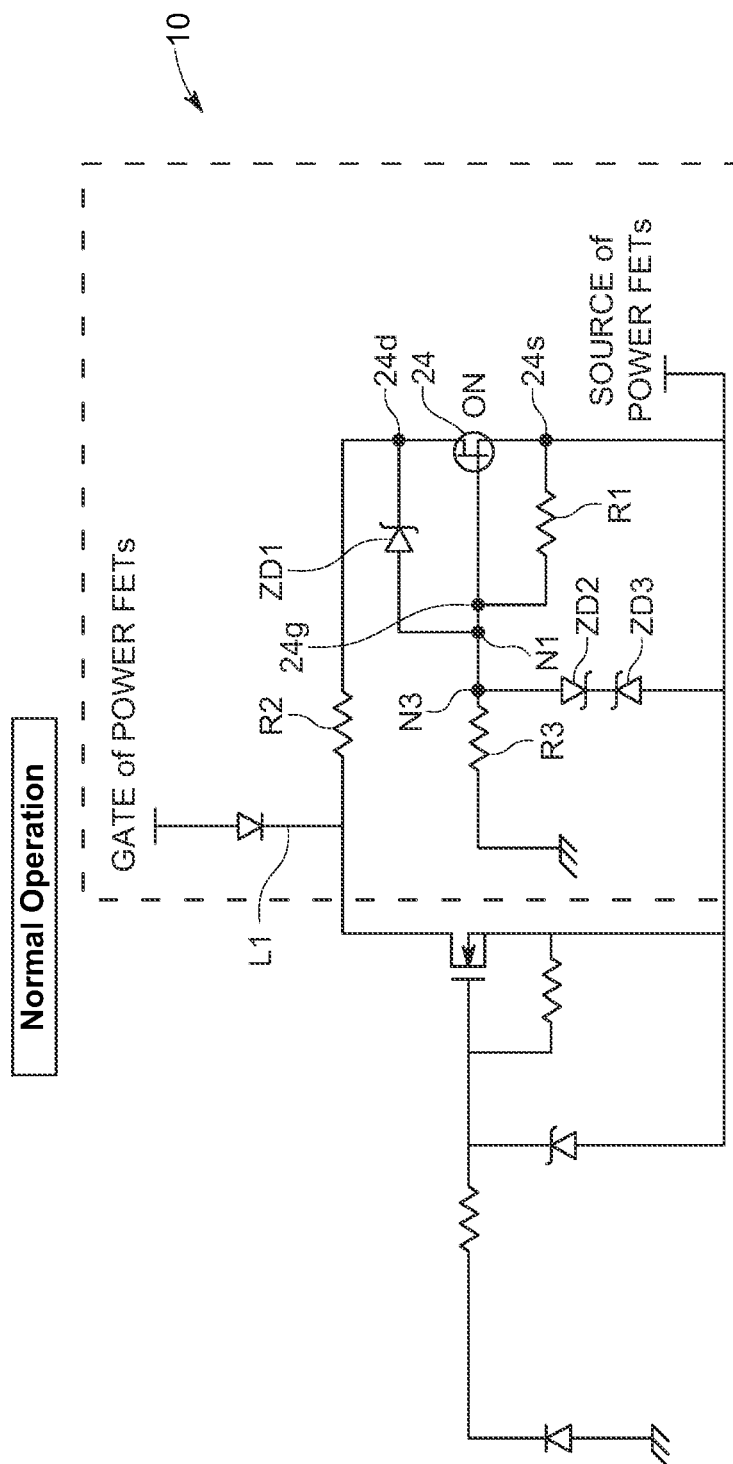 Normal Operation
10
GATE of POWER FETs
L1
R2
ZD1
24d
24
ON
24g
24s
N1
N3
R3
R1
ZD2
ZD3
SOURCE of
POWER FETs